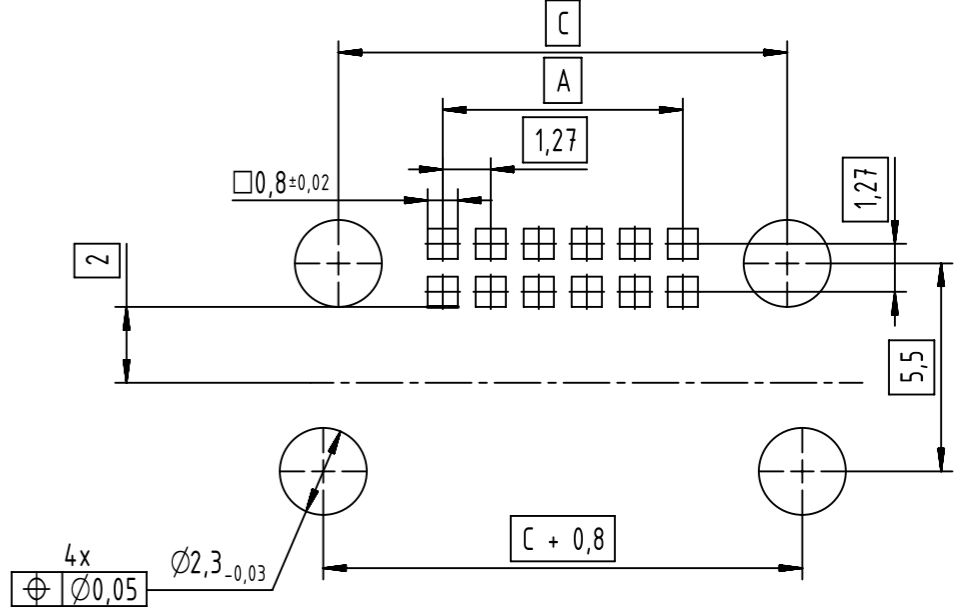 C
A
1,27
□0,8±0,02
1,27
2
5,5
C + 0,8
4x
⌖ Ø0,05
Ø2,3 -0,03